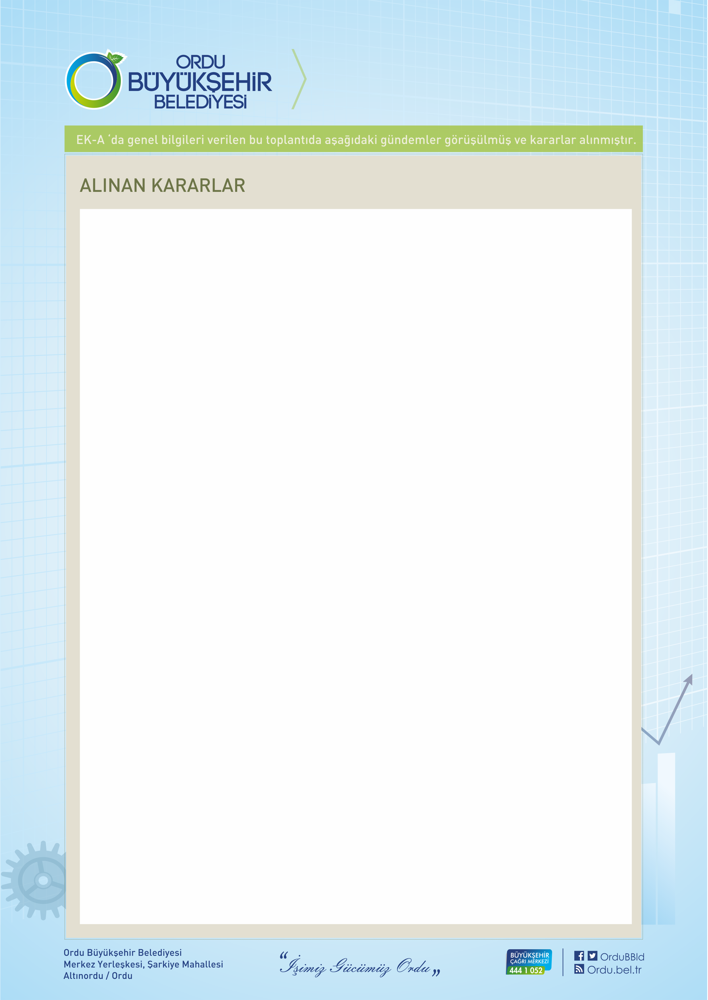 ORDU
BÜYÜKŞEHİR
BELEDİYESİ
EK-A ‘da genel bilgileri verilen bu toplantıda aşağıdaki gündemler görüşülmüş ve kararlar alınmıştır.
ALINAN KARARLAR
Ordu Büyükşehir Belediyesi
Merkez Yerleşkesi, Şarkiye Mahallesi
Altınordu / Ordu
“İşimiz Gücümüz Ordu„
BÜYÜKŞEHİR
ÇAĞRI MERKEZİ
444 1 052
OrduBBld
Ordu.bel.tr